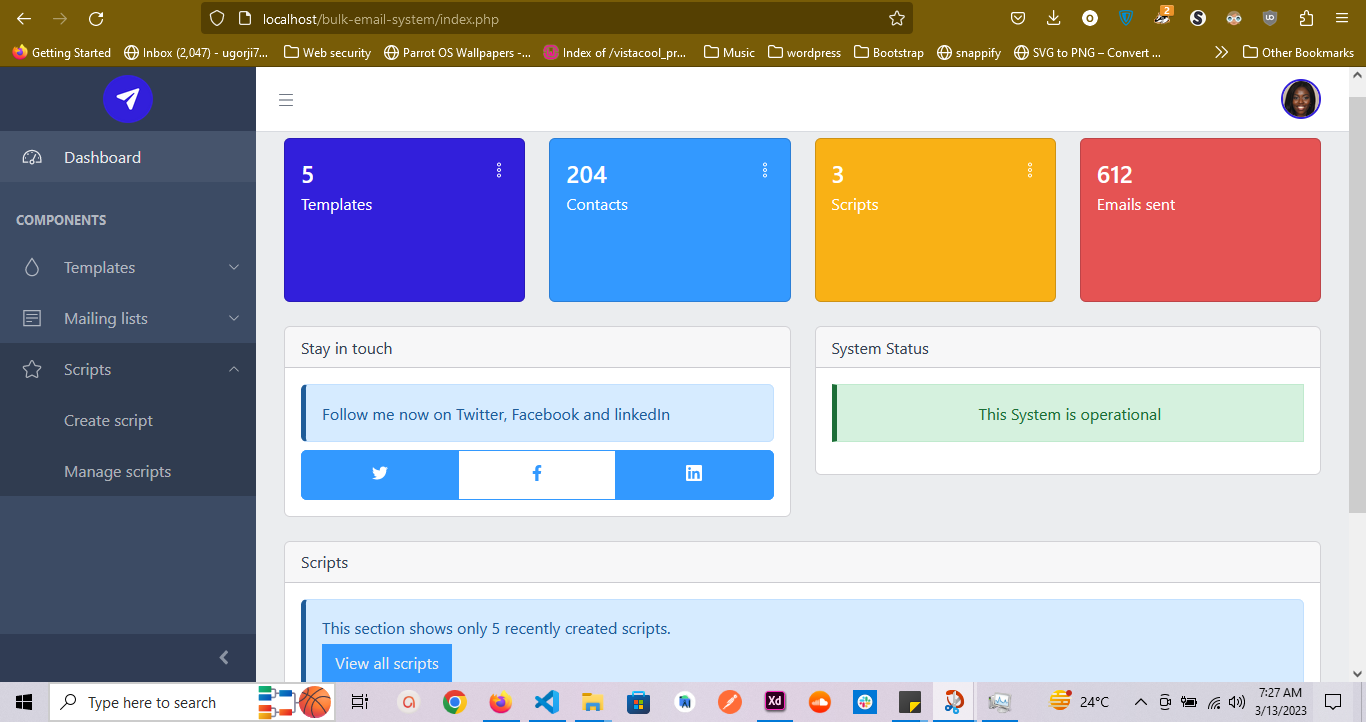 localhost/bulk-email-system/index.php
2
Getting Started
Inbox (2,047) - ugorji7...
Web security
Parrot OS Wallpapers -...
Index of /vistacool_pr...
Music
wordpress
Bootstrap
snappify
SVG to PNG – Convert ...
Other Bookmarks
Dashboard
COMPONENTS
Templates
Mailing lists
Scripts
Create script
Manage scripts
5
Templates
204
Contacts
3
Scripts
612
Emails sent
Stay in touch
Follow me now on Twitter, Facebook and linkedIn
System Status
This System is operational
Scripts
This section shows only 5 recently created scripts.
View all scripts
Type here to search
Xd
24°C
7:27 AM
3/13/2023